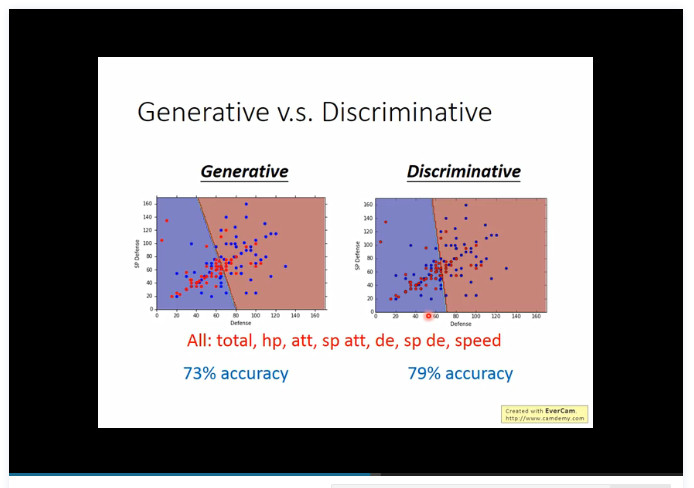 Generative v.s. Discriminative
Generative
Discriminative
160
140
120
100
80
60
40
20
0
SP Defense
0 20 40 60 80 100 120 140 160
Defense
160
140
120
100
80
60
40
20
0
SP Defense
0 20 40 60 80 100 120 140 160
Defense
All: total, hp, att, sp att, de, sp de, speed
73% accuracy
79% accuracy
Created with EverCam.
http://www.camdemy.com